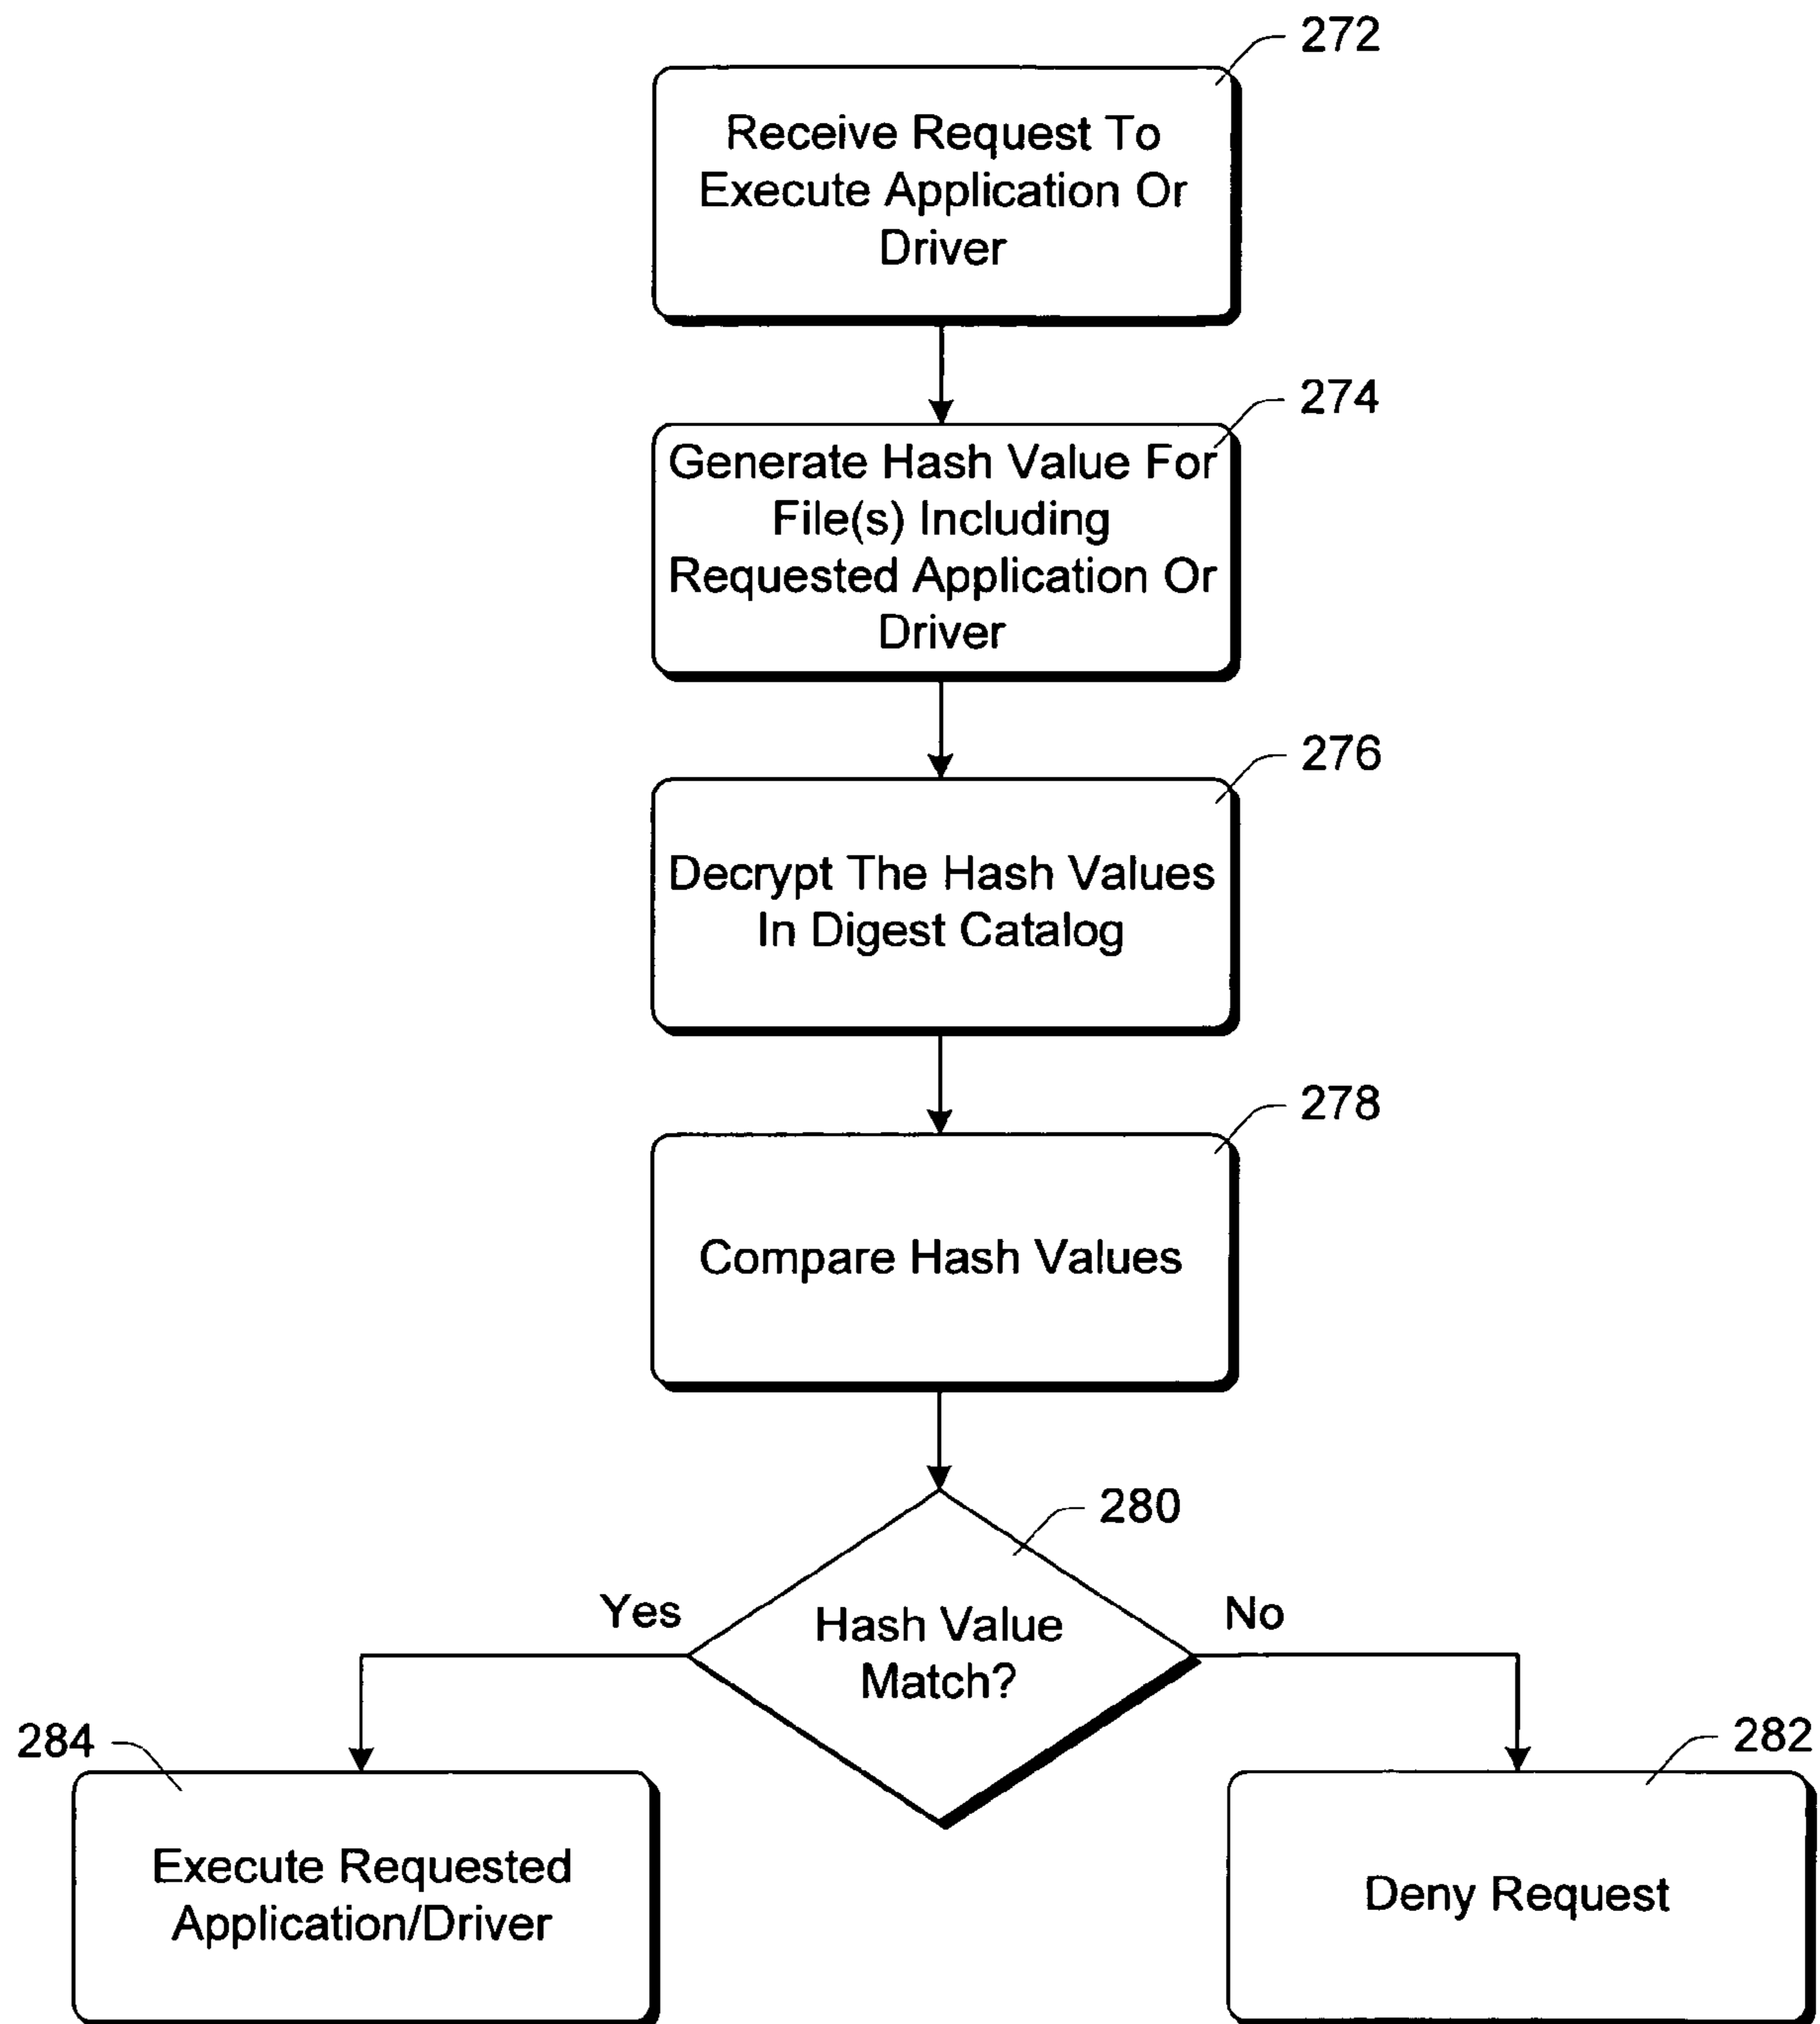 272
Receive Request To
Execute Application Or
Driver
274
Generate Hash Value For
File(s) Including
Requested Application Or
Driver
276
Decrypt The Hash Values
In Digest Catalog
278
Compare Hash Values
280
Yes
Hash Value
Match?
No
284
Execute Requested
Application/Driver
282
Deny Request